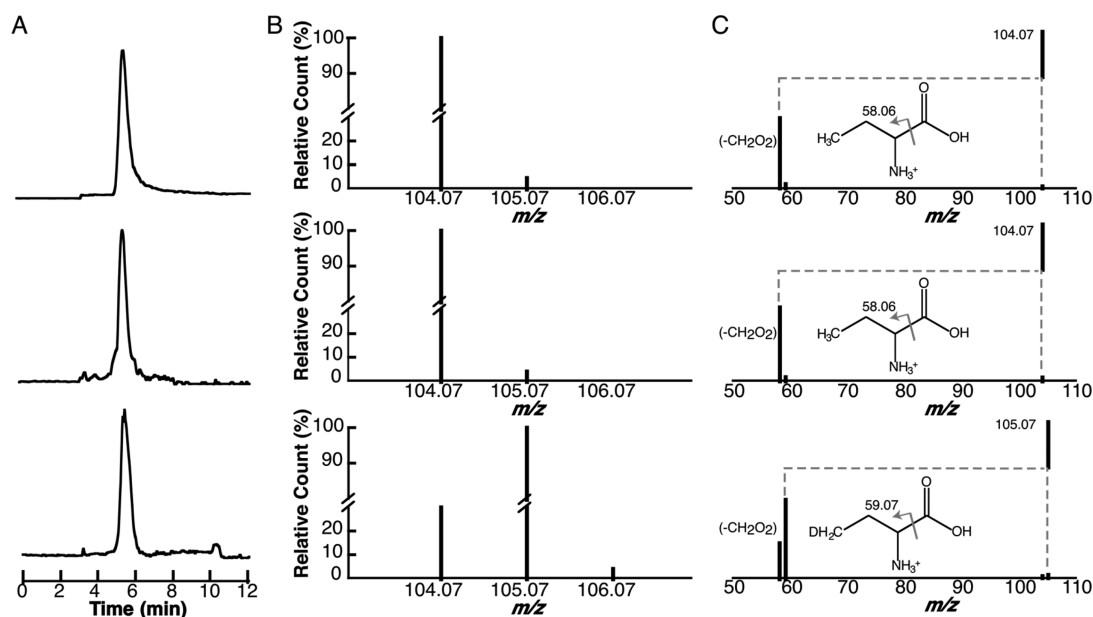 A
B
C
Relative Count (%)
100
90
20
10
0
104.07 105.07 106.07
m/z
104.07
58.06
O
(-CH2O2)
H3C
OH
NH3+
50 60 70 80 90 100 110
m/z
Relative Count (%)
100
90
20
10
0
104.07 105.07 106.07
m/z
104.07
58.06
O
(-CH2O2)
H3C
OH
NH3+
50 60 70 80 90 100 110
m/z
0 2 4 6 8 10 12
Time (min)
Relative Count (%)
100
90
20
10
0
104.07 105.07 106.07
m/z
105.07
59.07
O
(-CH2O2)
DH2C
OH
NH3+
50 60 70 80 90 100 110
m/z